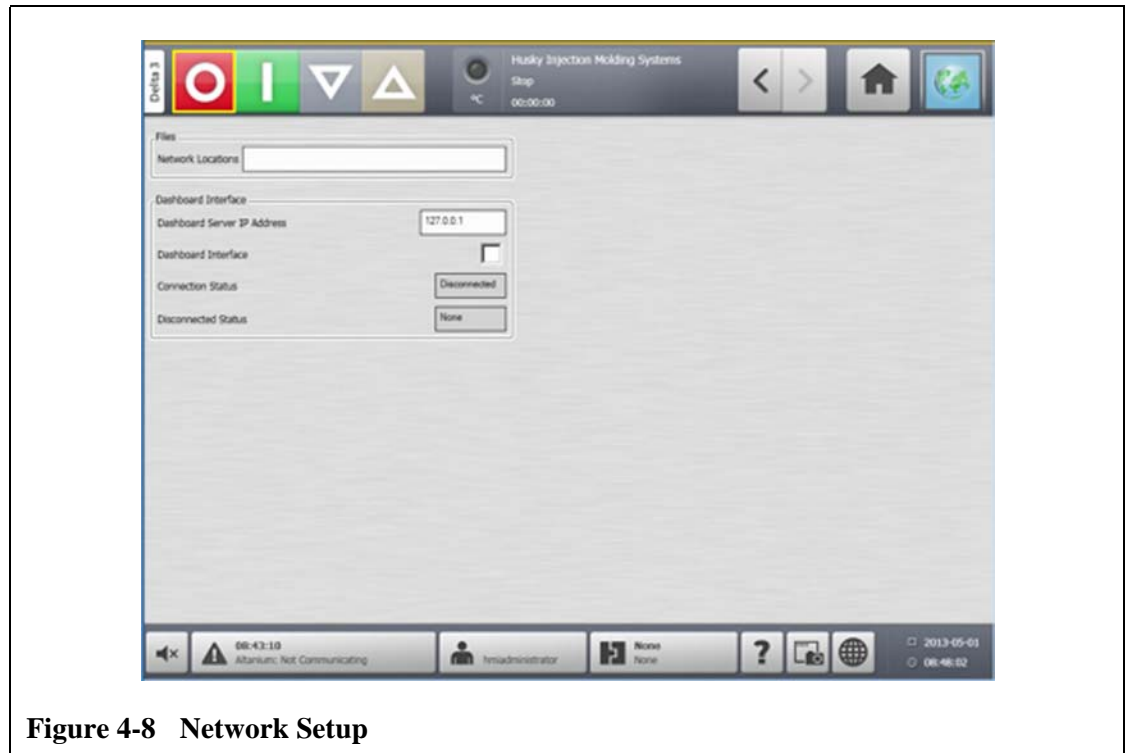 Delta 3
Husky Injection Molding Systems
Stop
°C
00:00:00
Files
Network Locations
Dashboard Interface
Dashboard Server IP Address
127.0.0.1
Dashboard Interface
Connection Status
Disconnected
Disconnected Status
None
08:43:10
Altanium: Not Communicating
hmiadministrator
None
None
?
2013-05-01
08:48:02
Figure 4-8 Network Setup